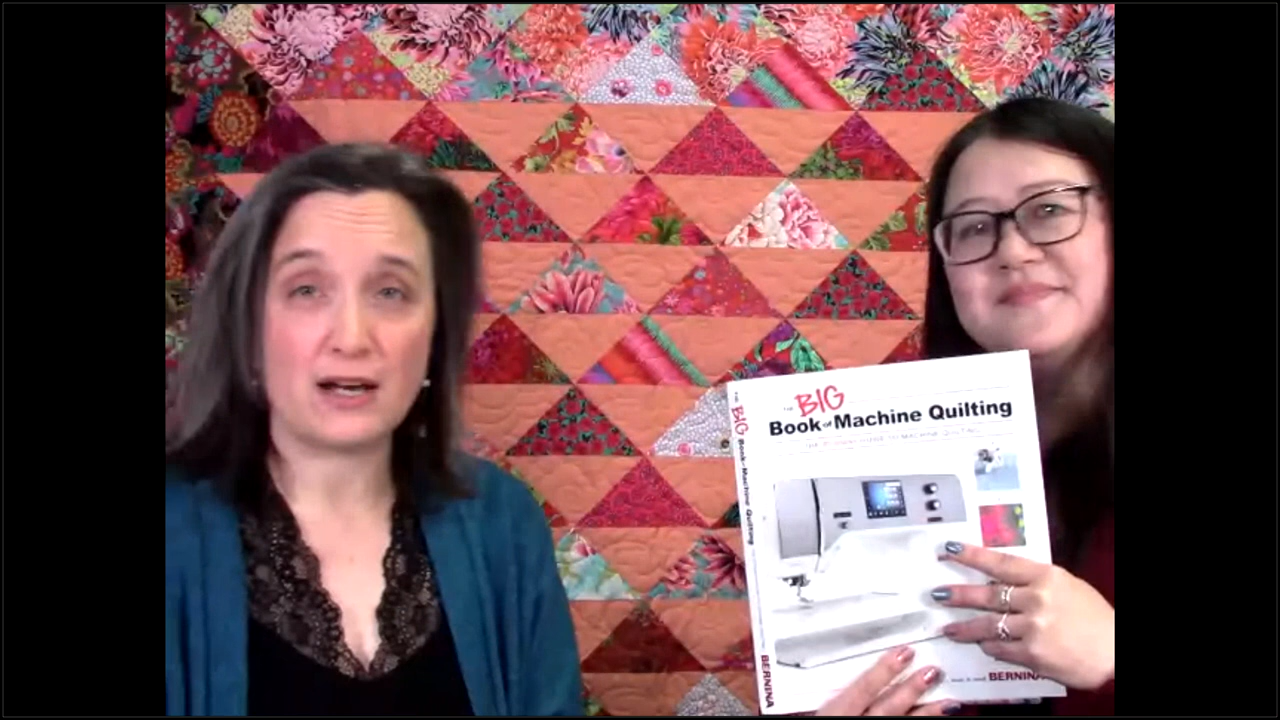 THE BIG
Book of Machine Quilting
BERNINA
THE BIG Book of Machine Quilting
BERNINA